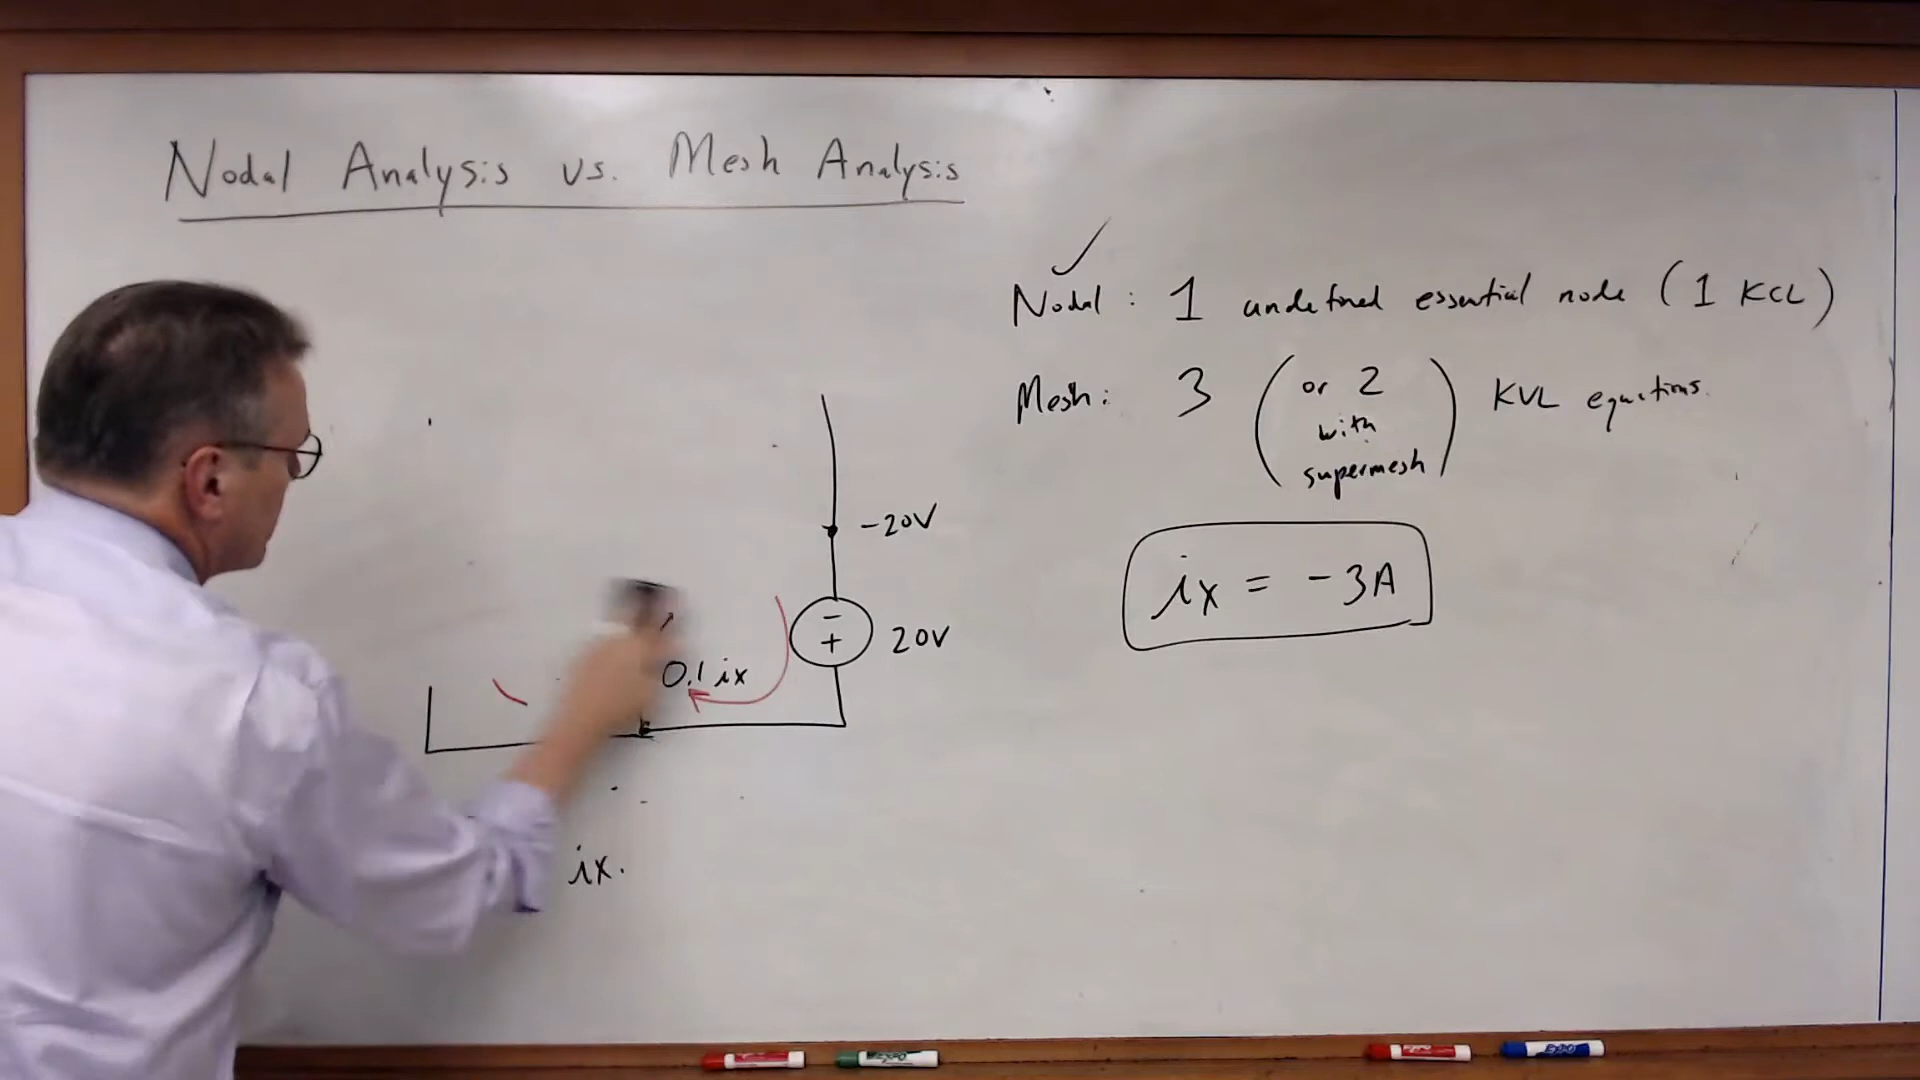 Nodal Analysis vs. Mesh Analysis
Nodal: 1 undefined essential node (1 KCL)
Mesh: 3 (or 2 with supermesh) KVL equations.
ix = -3A
-20V
-
+
20V
0.1 ix
ix.
EXPO